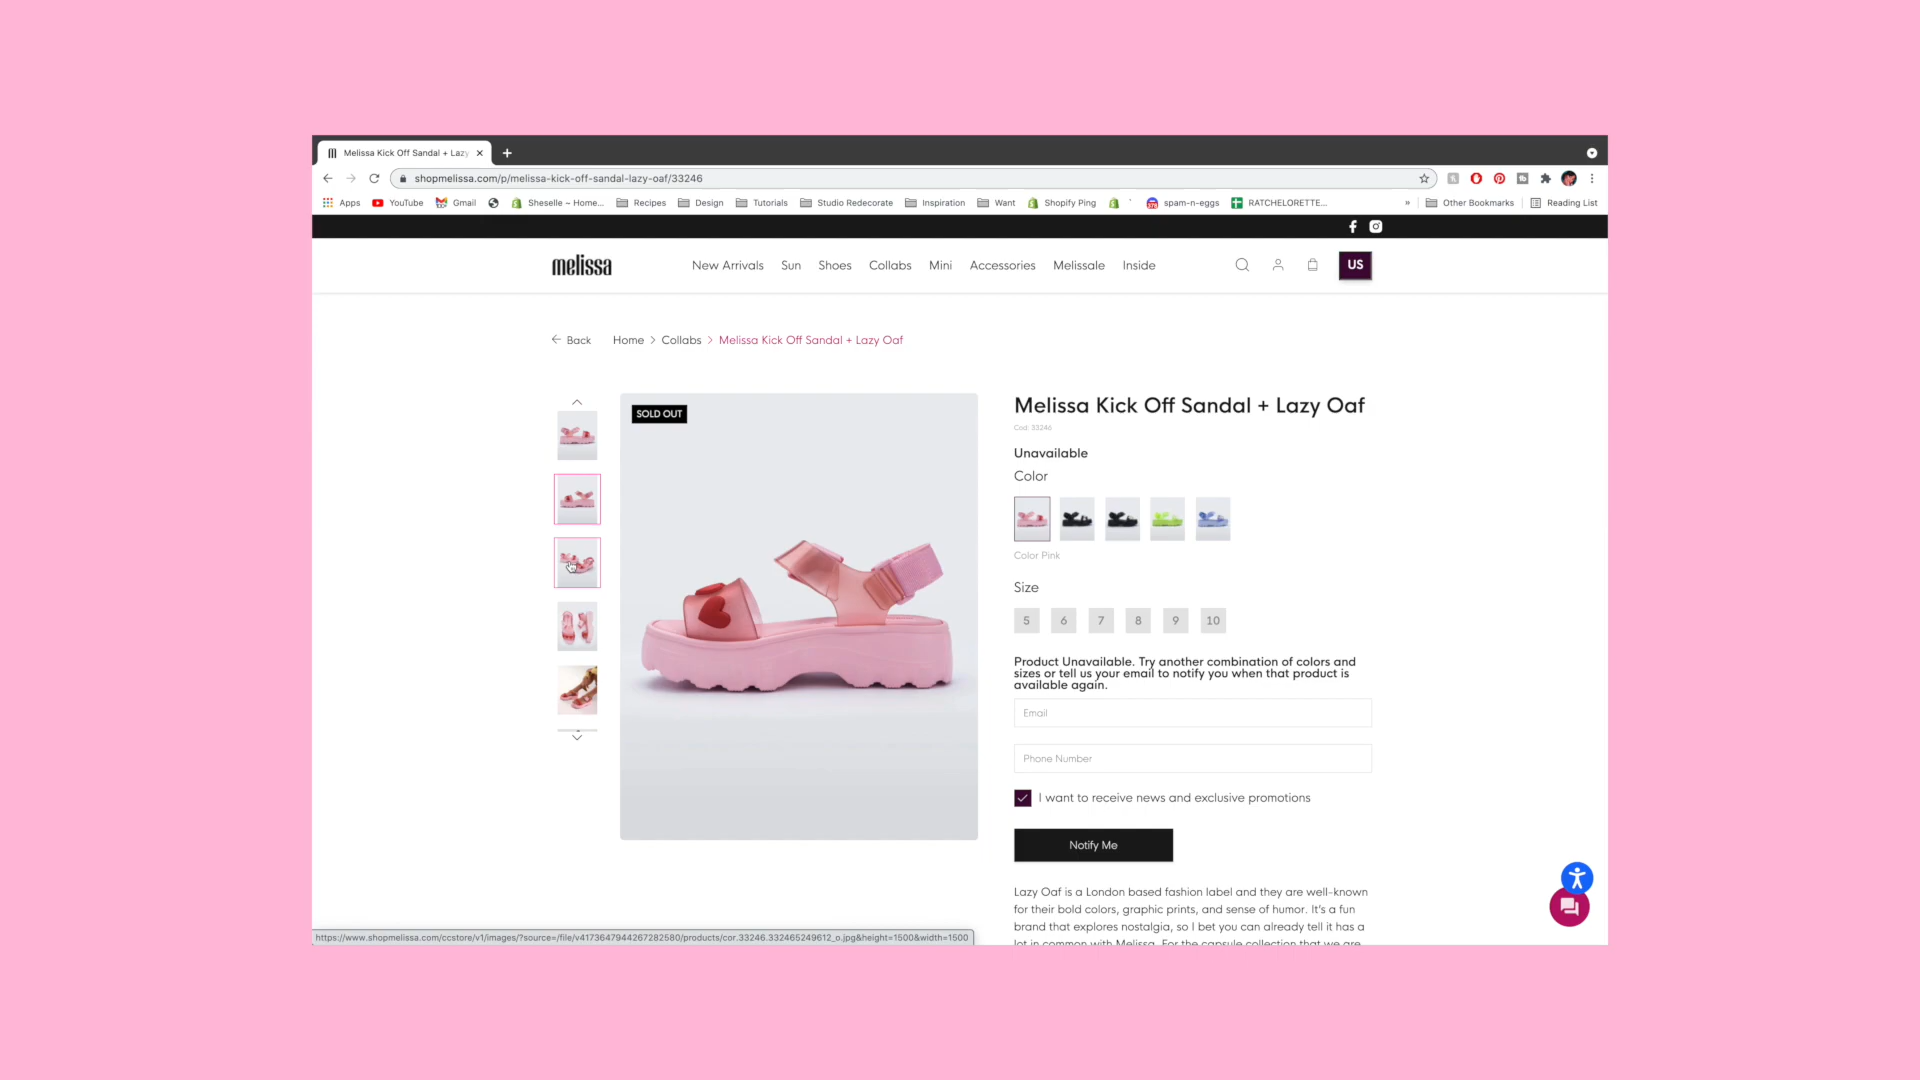 Melissa Kick Off Sandal + Lazy
shopmelissa.com/p/melissa-kick-off-sandal-lazy-oaf/33246
Apps YouTube Gmail Sheselle ~ Home... Recipes Design Tutorials Studio Redecorate Inspiration Want Shopify Ping spam-n-eggs RATCHELORETTE... » Other Bookmarks Reading List
melissa New Arrivals Sun Shoes Collabs Mini Accessories Melissale Inside US
Back Home > Collabs > Melissa Kick Off Sandal + Lazy Oaf
SOLD OUT
Melissa Kick Off Sandal + Lazy Oaf
Cod: 33246
Unavailable
Color
Color Pink
Size
5 6 7 8 9 10
Product Unavailable. Try another combination of colors and
sizes or tell us your email to notify you when that product is
available again.
Email
Phone Number
I want to receive news and exclusive promotions
Notify Me
Lazy Oaf is a London based fashion label and they are well-known
for their bold colors, graphic prints, and sense of humor. It's a fun
brand that explores nostalgia, so I bet you can already tell it has a
lot in common with Melissa. For the capsule collection that we are
https://www.shopmelissa.com/ccstore/v1/images/?source=/file/v4173647944267282580/products/cor.33246.332465249612_o.jpg&height=1500&width=1500